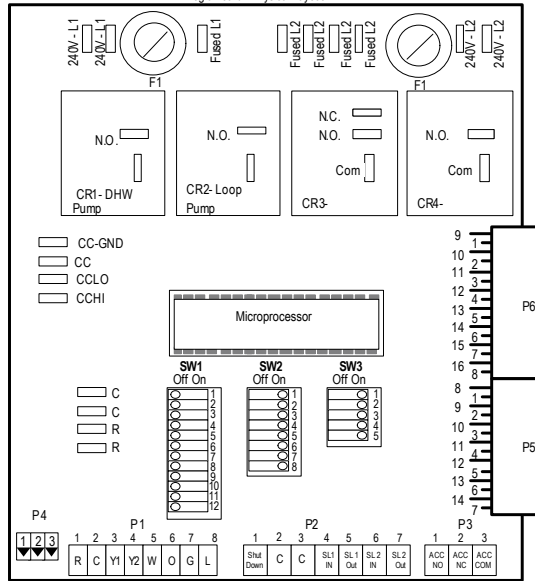 240V - L1
240V - L1
F1
Fused L1
Fused L2
Fused L2
Fused L2
Fused L2
F1
240V - L2
240V - L2
N.O.
CR1- DHW
Pump
N.O.
CR2- Loop
Pump
N.C.
N.O.
Com
CR3-
N.O.
Com
CR4-
CC-GND
CC
CCLO
CCHI
Microprocessor
9
1
10
2
11
3
12
4
13
5
14
6
15
7
16
8
P6
8
1
9
2
10
3
11
4
12
5
13
6
14
7
P5
SW1
Off On
1
2
3
4
5
6
7
8
9
10
11
12
SW2
Off On
1
2
3
4
5
6
7
8
SW3
Off On
1
2
3
4
5
C
C
R
R
P4
1 2 3
P1
1 2 3 4 5 6 7 8
R C Y1 Y2 W O G L
P2
1 2 3 4 5 6 7
Shut Down C C SL1 IN SL 1 Out SL 2 IN SL 2 Out
P3
1 2 3
ACC NO ACC NC ACC COM